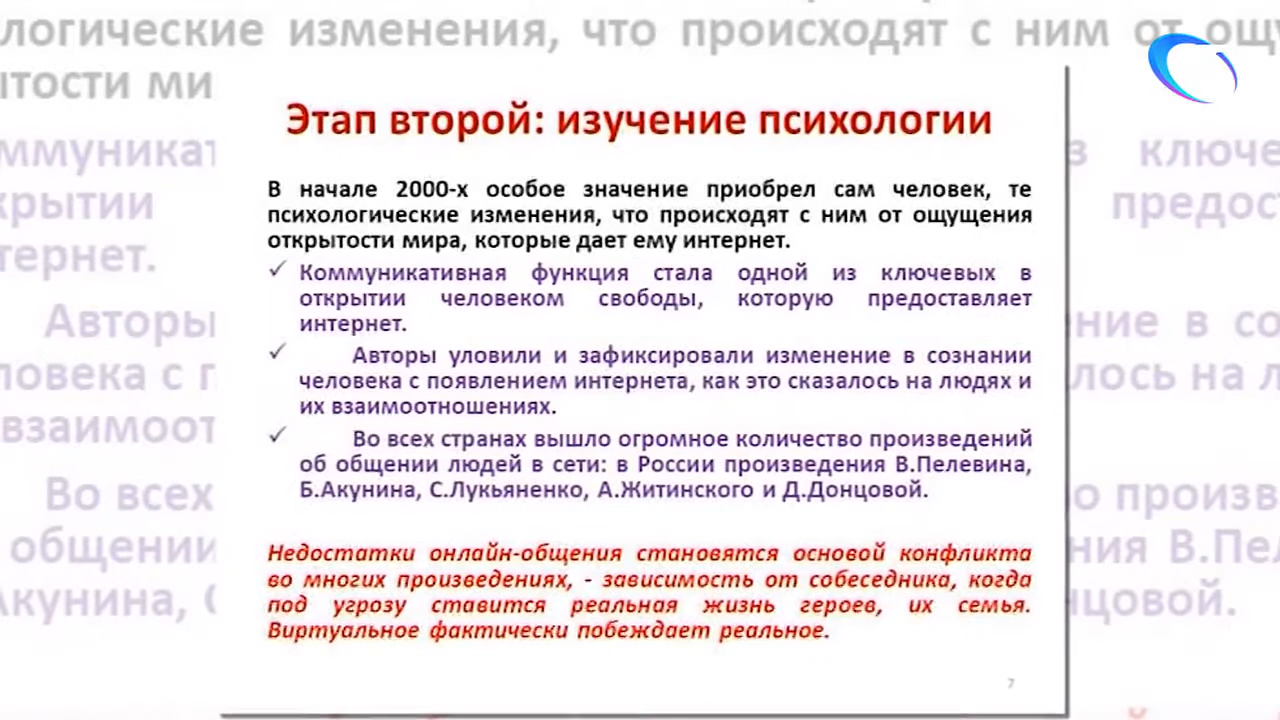 Этап второй: изучение психологии
В начале 2000-х особое значение приобрел сам человек, те
психологические изменения, что происходят с ним от ощущения
открытости мира, которые дает ему интернет.
✓ Коммуникативная функция стала одной из ключевых в
открытии человеком свободы, которую предоставляет
интернет.
✓ Авторы уловили и зафиксировали изменение в сознании
человека с появлением интернета, как это сказалось на людях и
их взаимоотношениях.
✓ Во всех странах вышло огромное количество произведений
об общении людей в сети: в России произведения В.Пелевина,
Б.Акунина, С.Лукьяненко, А.Житинского и Д.Донцовой.
Недостатки онлайн-общения становятся основой конфликта
во многих произведениях, - зависимость от собеседника, когда
под угрозу ставится реальная жизнь героев, их семья.
Виртуальное фактически побеждает реальное.
7